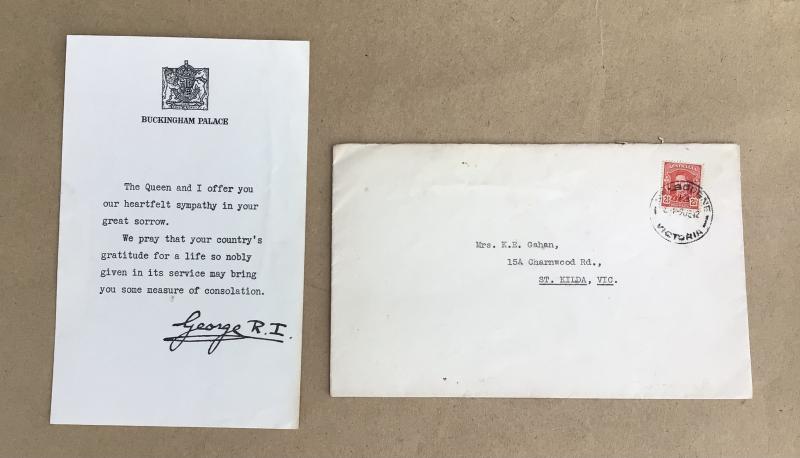 BUCKINGHAM PALACE
The Queen and I offer you
our heartfelt sympathy in your
great sorrow.
We pray that your country's
gratitude for a life so nobly
given in its service may bring
you some measure of consolation.
George R.I.
MELBOURNE
VICTORIA
Mrs. K.E. Gahan,
15A Charnwood Rd.,
ST. KILDA, VIC.